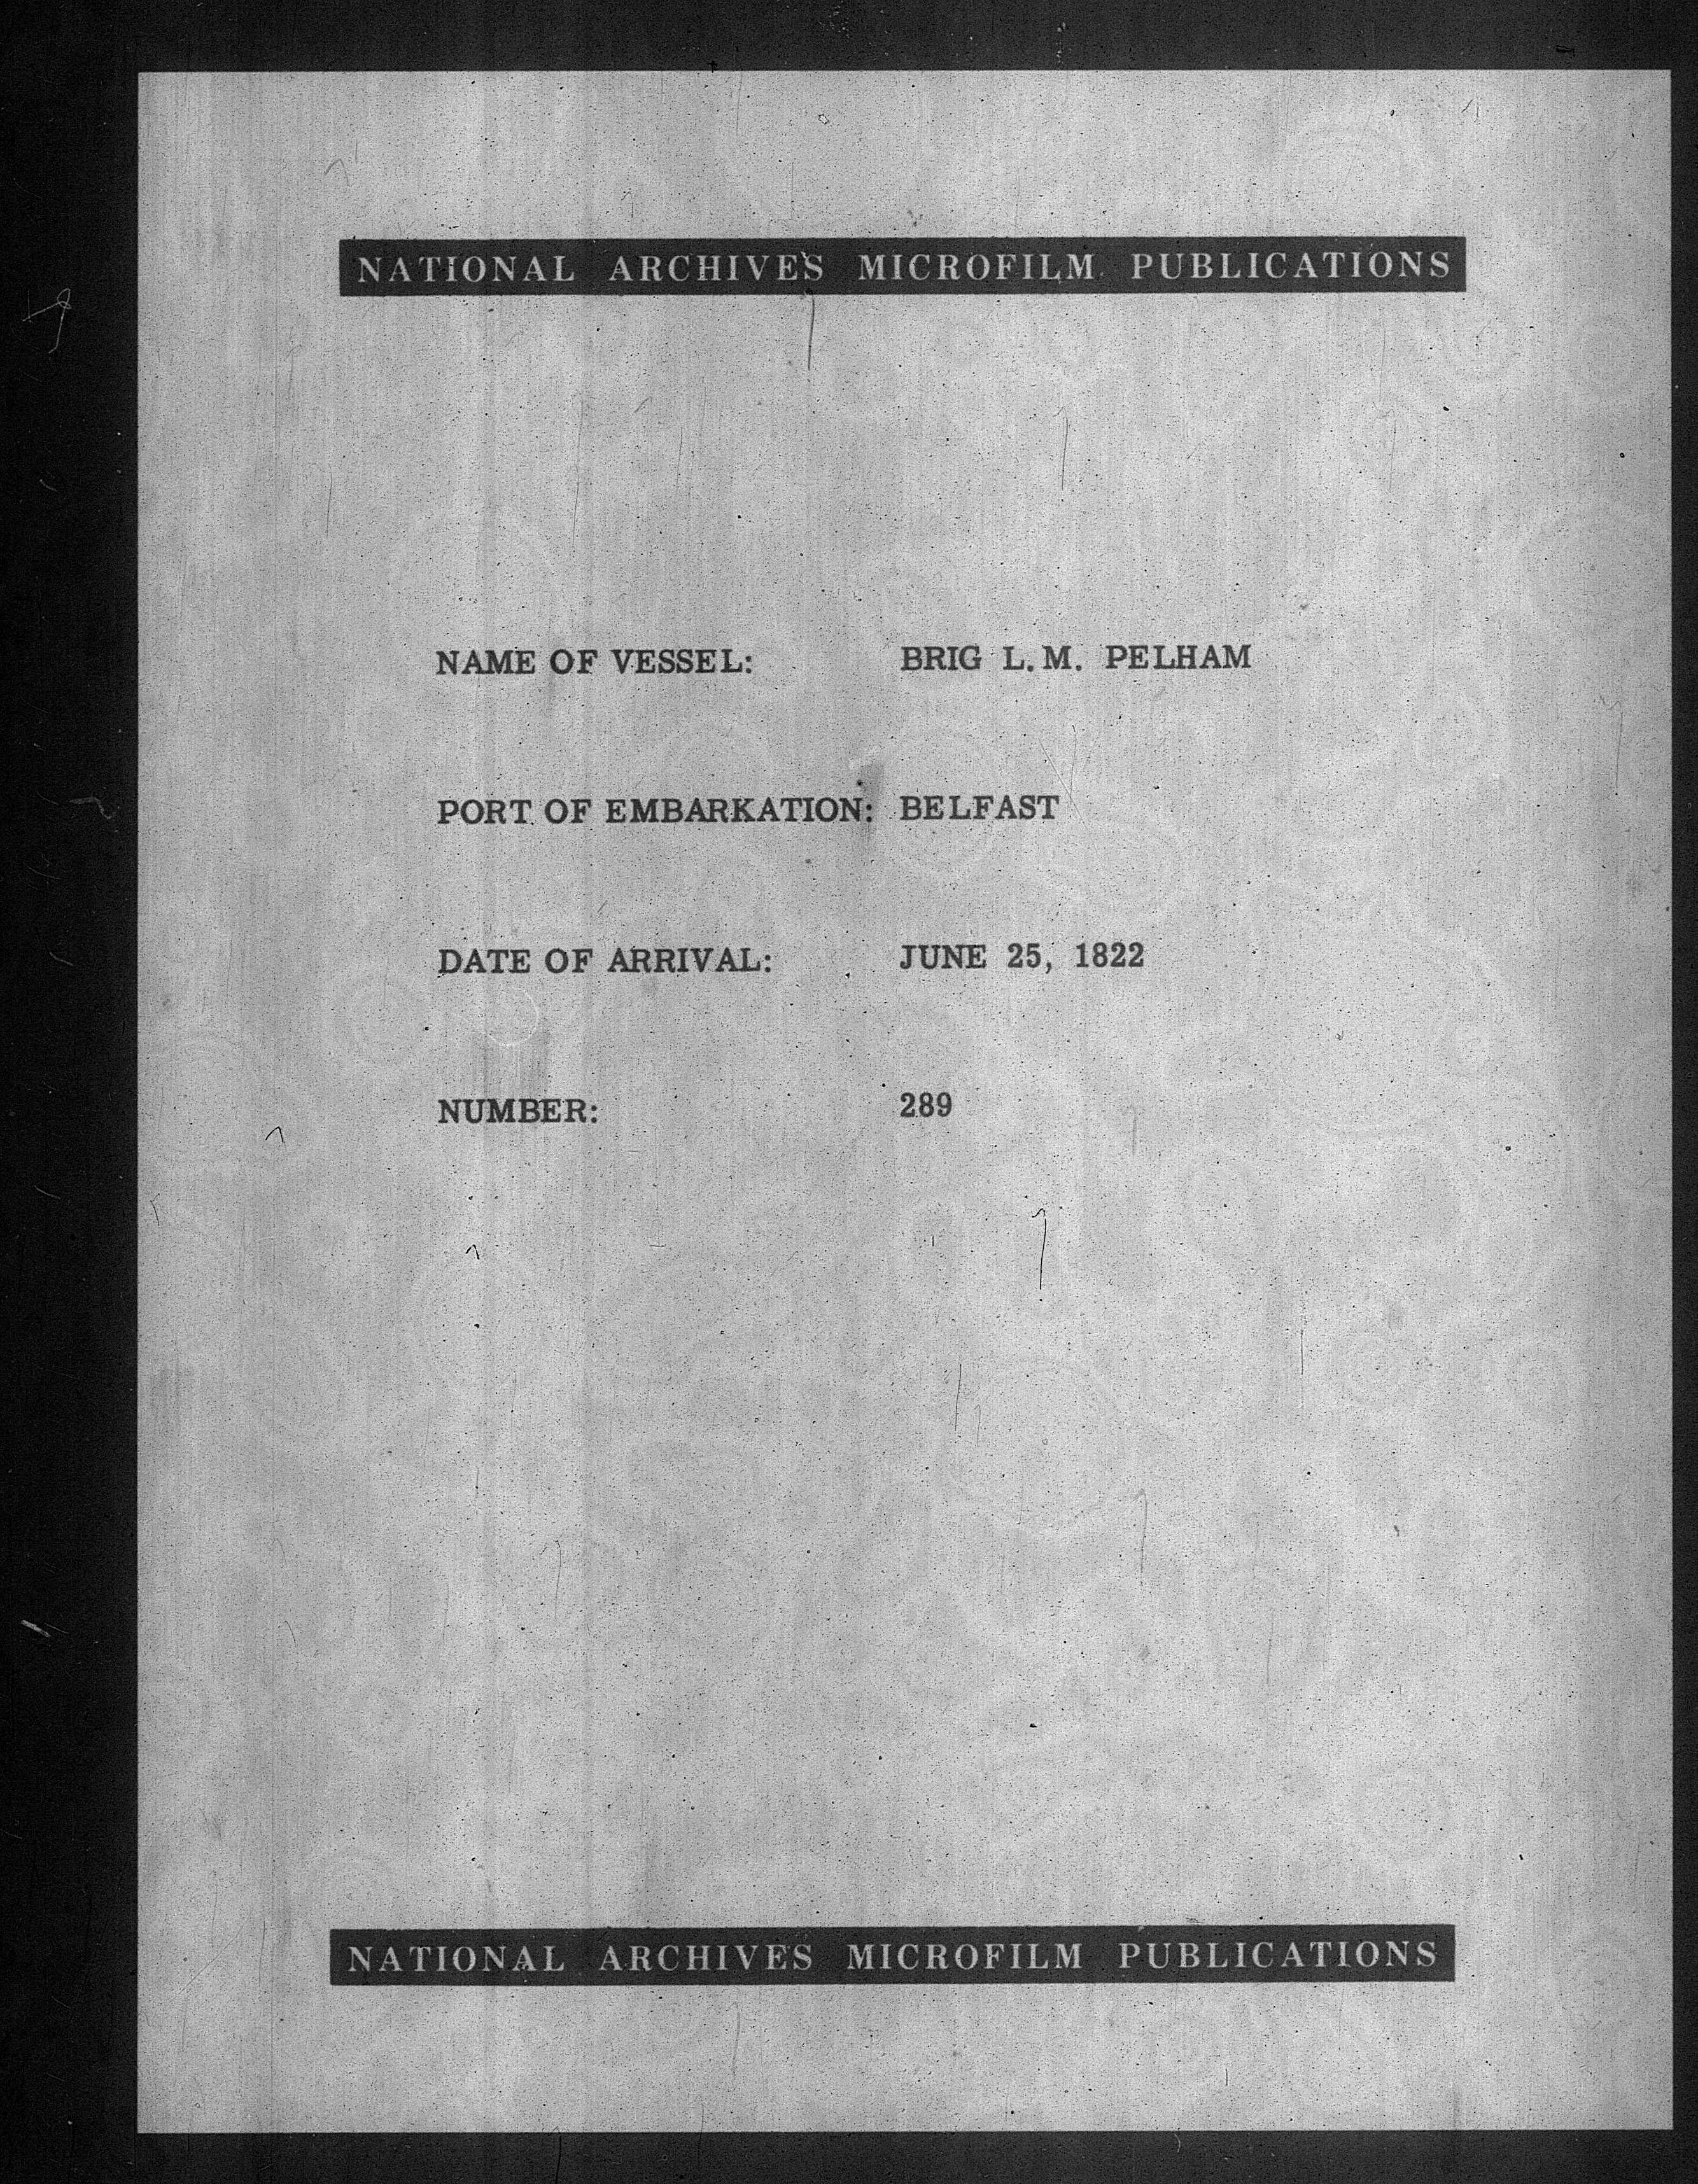 NATIONAL ARCHIVES MICROFILM PUBLICATIONS
NAME OF VESSEL: BRIG L. M. PELHAM
PORT OF EMBARKATION: BELFAST
DATE OF ARRIVAL: JUNE 25, 1822
NUMBER: 289
NATIONAL ARCHIVES MICROFILM PUBLICATIONS